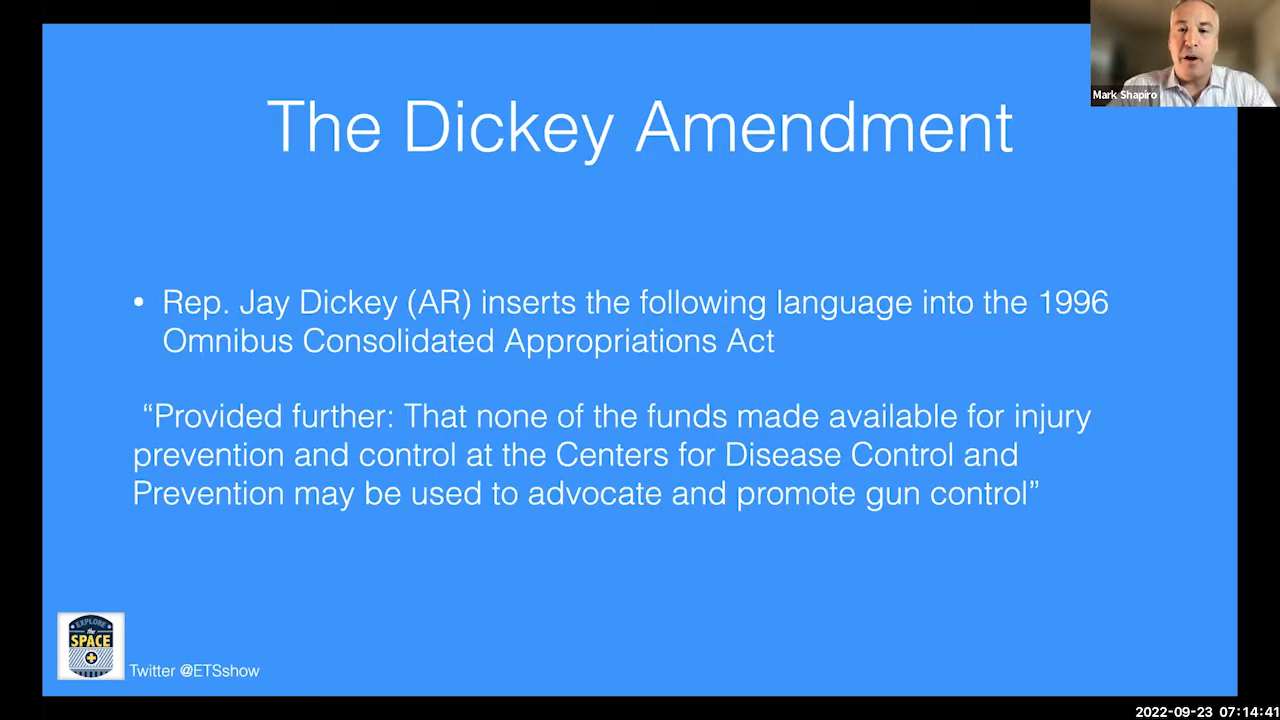 Mark Shapiro
The Dickey Amendment
• Rep. Jay Dickey (AR) inserts the following language into the 1996
Omnibus Consolidated Appropriations Act
“Provided further: That none of the funds made available for injury
prevention and control at the Centers for Disease Control and
Prevention may be used to advocate and promote gun control”
EXPLORE
the
SPACE
Twitter @ETSshow
2022-09-23 07:14:41